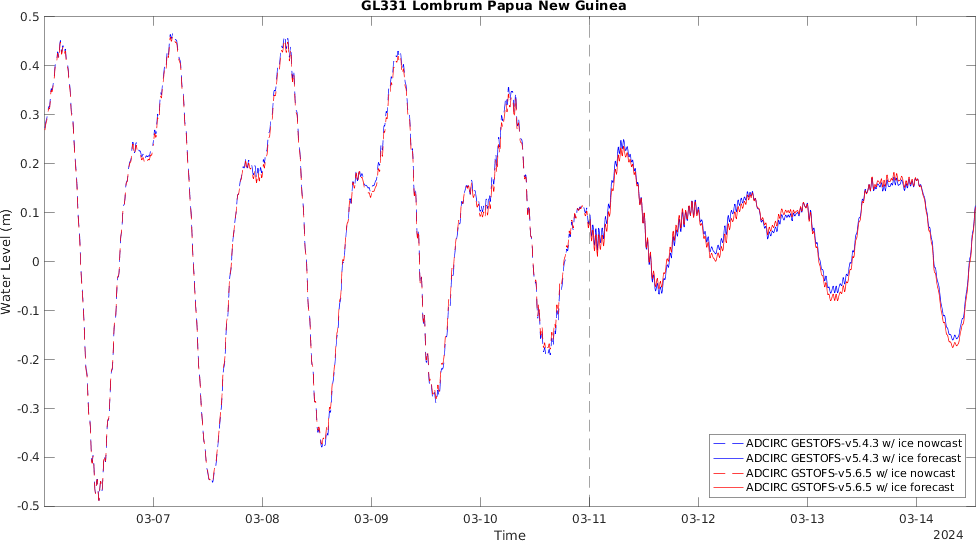 GL331 Lombrum Papua New Guinea
0.5
0.4
0.3
0.2
0.1
0
-0.1
-0.2
-0.3
-0.4
-0.5
Water Level (m)
ADCIRC GESTOFS-v5.4.3 w/ ice nowcast
ADCIRC GESTOFS-v5.4.3 w/ ice forecast
ADCIRC GSTOFS-v5.6.5 w/ ice nowcast
ADCIRC GSTOFS-v5.6.5 w/ ice forecast
03-07 03-08 03-09 03-10 03-11 03-12 03-13 03-14
Time
2024